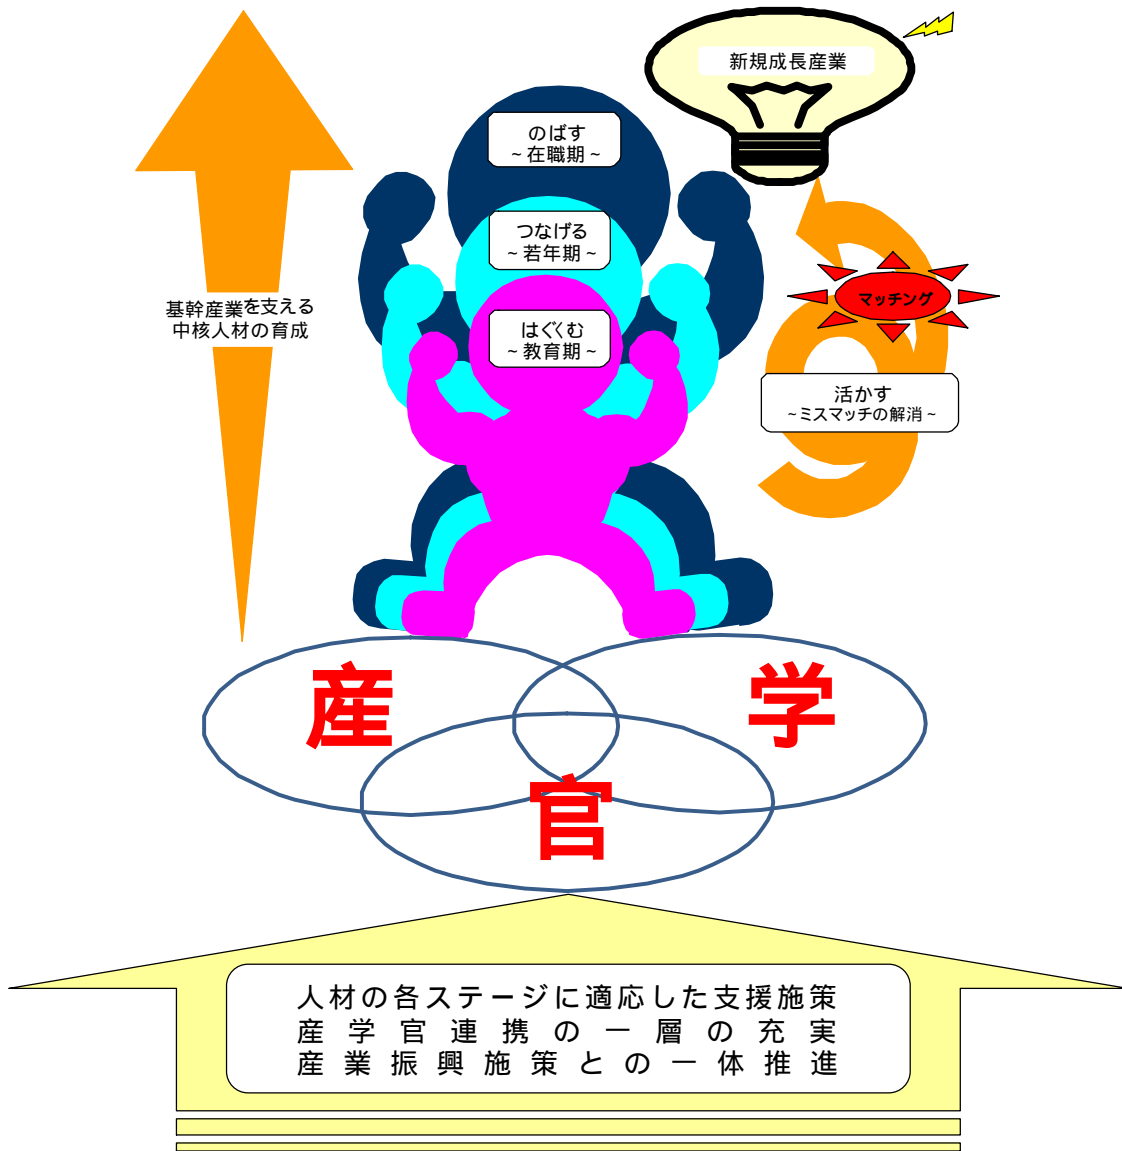 新規成長産業
のばす
~在職期~
つなげる
~若年期~
はぐくむ
~教育期~
基幹産業を支える
中核人材の育成
マッチング
活かす
~ミスマッチの解消~
産
学
官
人材の各ステージに適応した支援施策
産学官連携の一層の充実
産業振興施策との一体推進